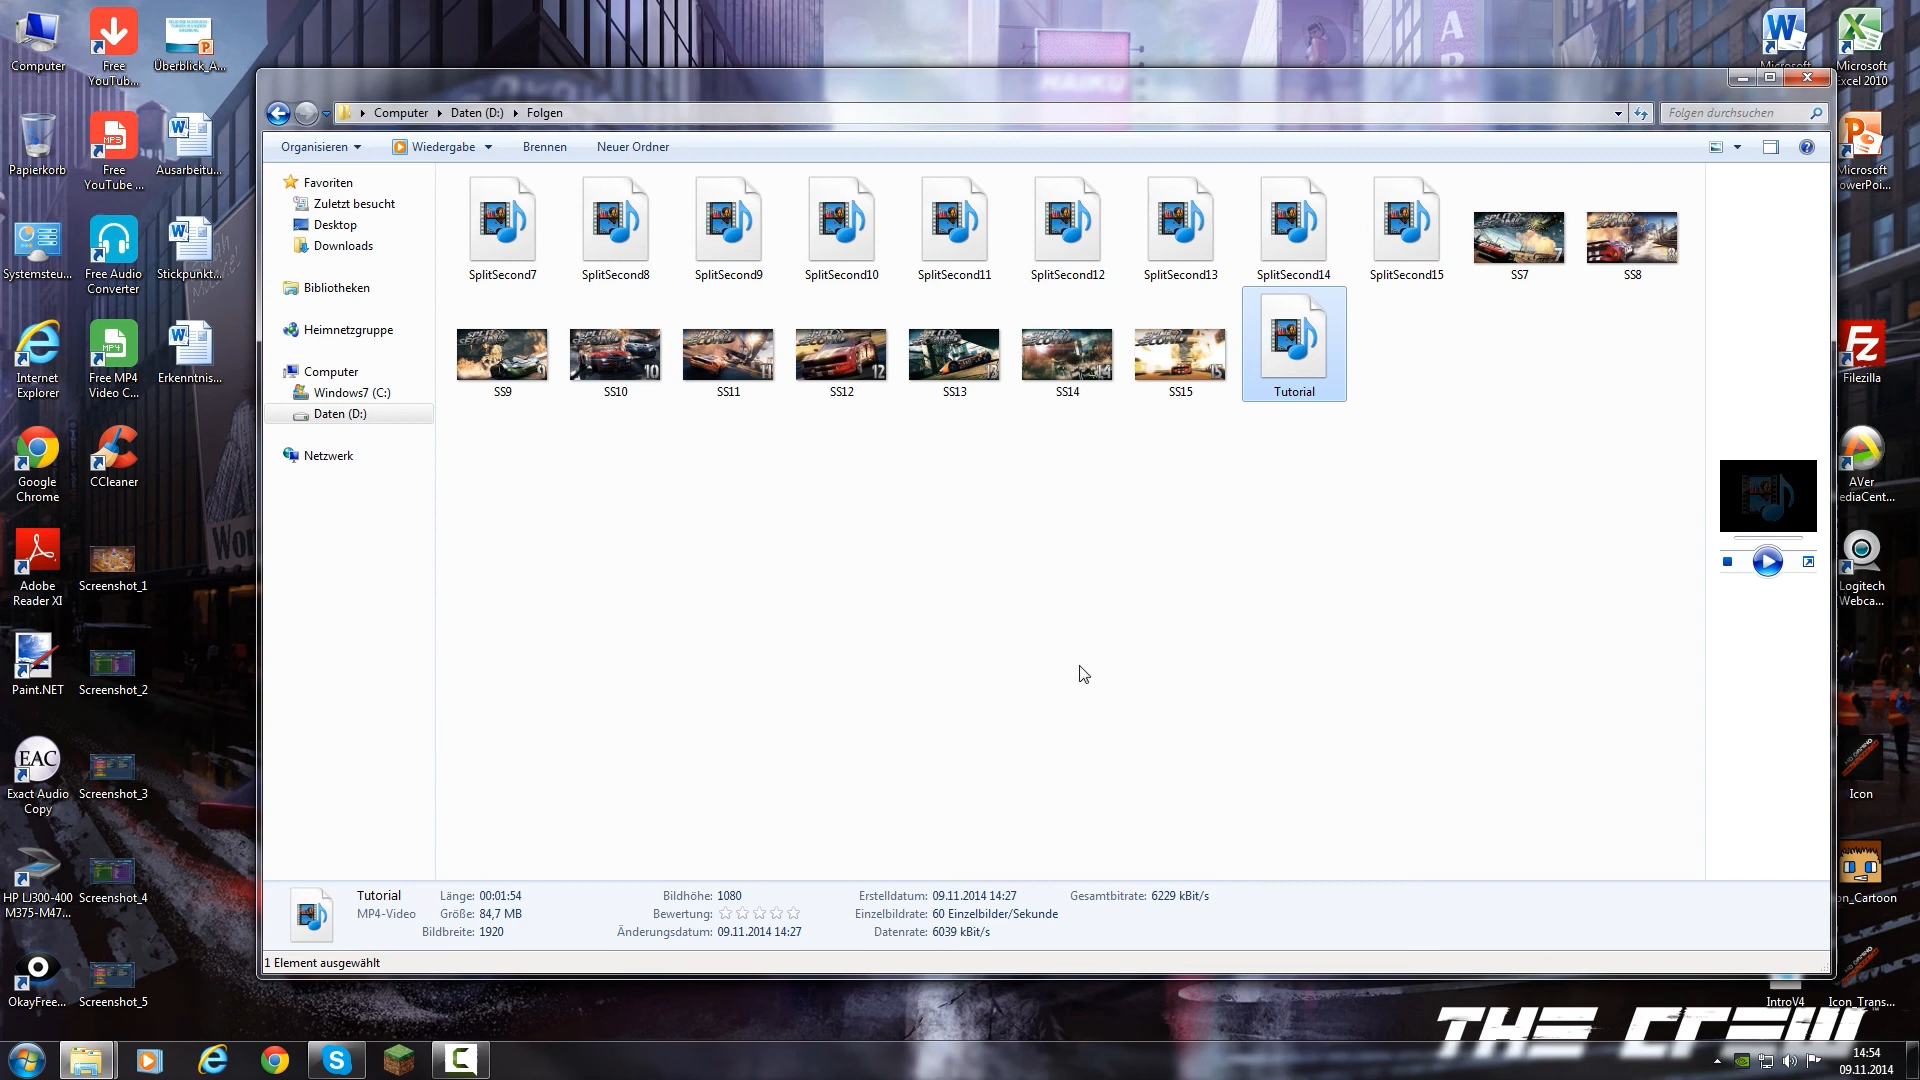 Computer
Free YouTub...
Überblick_A...
Papierkorb
Free YouTube ...
Ausarbeitu...
Systemsteu...
Free Audio Converter
Stickpunkt...
Internet Explorer
Free MP4 Video C...
Erkenntnis...
Google Chrome
CCleaner
Adobe Reader XI
Screenshot_1
Paint.NET
Screenshot_2
EAC
Exact Audio Copy
Screenshot_3
HP LJ300-400 M375-M47...
Screenshot_4
OkayFree...
Screenshot_5
Computer
Daten (D:)
Folgen
Folgen durchsuchen
Organisieren
Wiedergabe
Brennen
Neuer Ordner
Favoriten
Zuletzt besucht
Desktop
Downloads
Bibliotheken
Heimnetzgruppe
Computer
Windows7 (C:)
Daten (D:)
Netzwerk
SplitSecond7
SplitSecond8
SplitSecond9
SplitSecond10
SplitSecond11
SplitSecond12
SplitSecond13
SplitSecond14
SplitSecond15
SS7
SS8
SS9
SS10
SS11
SS12
SS13
SS14
SS15
Tutorial
Tutorial
MP4-Video
Länge: 00:01:54
Größe: 84,7 MB
Bildbreite: 1920
Bildhöhe: 1080
Bewertung:
Änderungsdatum: 09.11.2014 14:27
Erstelldatum: 09.11.2014 14:27
Einzelbildrate: 60 Einzelbilder/Sekunde
Datenrate: 6039 kBit/s
Gesamtbitrate: 6229 kBit/s
1 Element ausgewählt
Microsoft
Microsoft
Excel 2010
Microsoft
owerPoi...
Filezilla
AVer
ediaCent...
Logitech Webca...
Icon
on_Cartoon
IntroV4
Icon_Trans...
THE CREW
14:54
09.11.2014